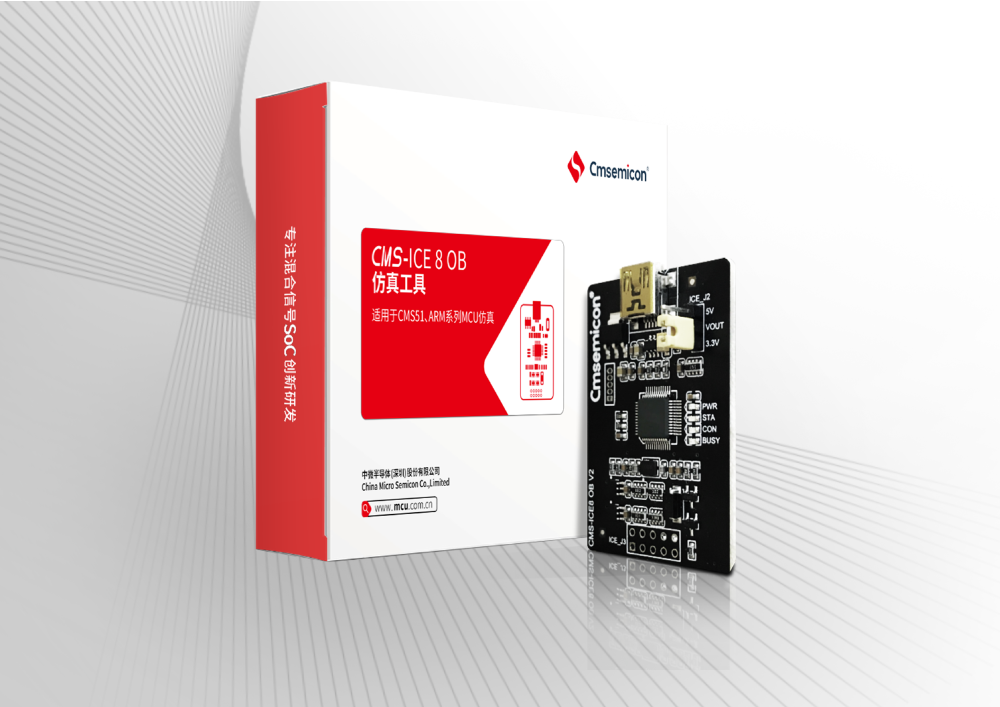 专注混合信号SoC创新研发
Cmsemicon®
CMS-ICE 8 OB
仿真工具
适用于CMS51、ARM系列MCU仿真
中微半导体(深圳)股份有限公司
China Micro Semicon Co.,Limited
www.mcu.com.cn
Cmsemicon®
ICE_J2
5V
VOUT
3.3V
PWR
STA
CON
BUSY
CMS-ICE8 OB V2
ICE_J3